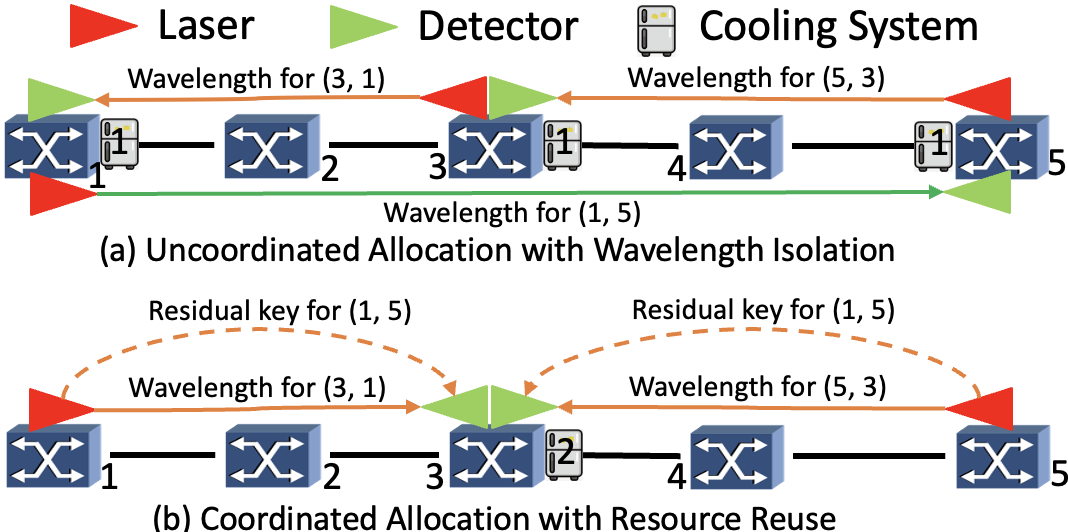 Laser Detector Cooling System
Wavelength for (3, 1) Wavelength for (5, 3)
1 1 1
1 2 3 4 5
Wavelength for (1, 5)
(a) Uncoordinated Allocation with Wavelength Isolation
Residual key for (1, 5) Residual key for (1, 5)
Wavelength for (3, 1) Wavelength for (5, 3)
2
1 2 3 4 5
(b) Coordinated Allocation with Resource Reuse